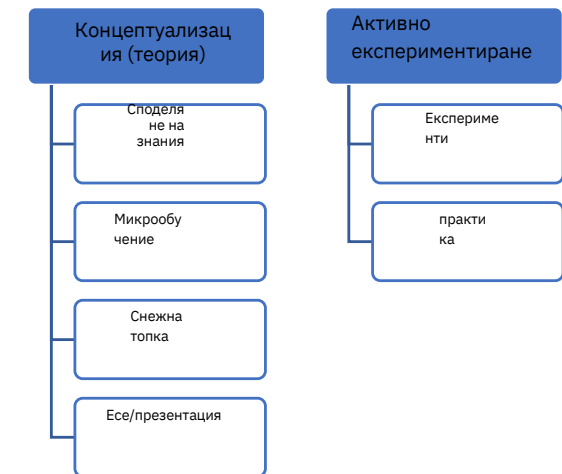 Концептуализац
ия (теория)
Споделя
не на
знания
Микрообу
чение
Снежна
топка
Есе/презентация
Активно
експериментиране
Експериме
нти
практи
ка